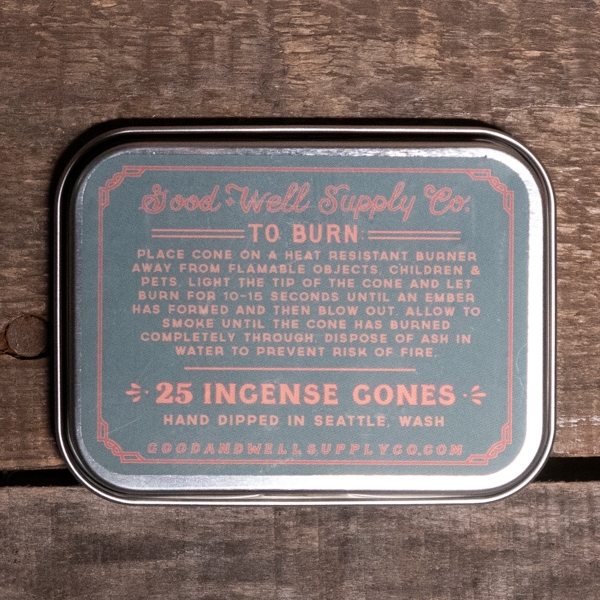 Good & Well Supply Co.
TO BURN
PLACE CONE ON A HEAT RESISTANT BURNER
AWAY FROM FLAMABLE OBJECTS, CHILDREN &
PETS. LIGHT THE TIP OF THE CONE AND LET
BURN FOR 10-15 SECONDS UNTIL AN EMBER
HAS FORMED AND THEN BLOW OUT. ALLOW TO
SMOKE UNTIL THE CONE HAS BURNED
COMPLETELY THROUGH. DISPOSE OF ASH IN
WATER TO PREVENT RISK OF FIRE.
25 INCENSE CONES
HAND DIPPED IN SEATTLE, WASH
GOODANDWELLSUPPLYCO.COM